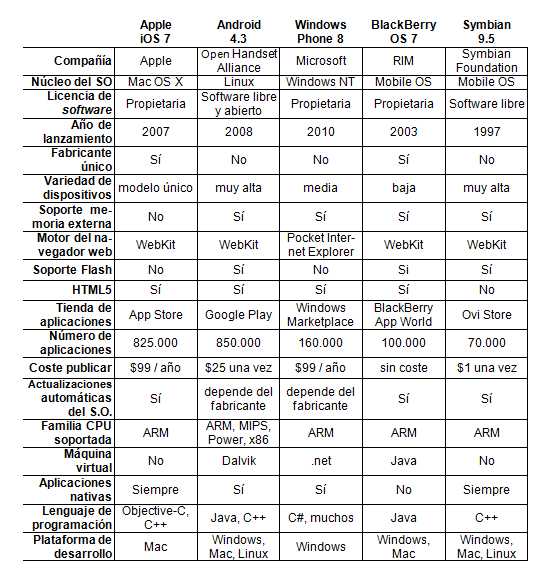 Apple iOS 7 | Android 4.3 | Windows Phone 8 | BlackBerry OS 7 | Symbian 9.5
Compañía | Apple | Open Handset Alliance | Microsoft | RIM | Symbian Foundation
Núcleo del SO | Mac OS X | Linux | Windows NT | Mobile OS | Mobile OS
Licencia de software | Propietaria | Software libre y abierto | Propietaria | Propietaria | Software libre
Año de lanzamiento | 2007 | 2008 | 2010 | 2003 | 1997
Fabricante único | Sí | No | No | Sí | No
Variedad de dispositivos | modelo único | muy alta | media | baja | muy alta
Soporte me-moria externa | No | Sí | Sí | Sí | Sí
Motor del na-vegador web | WebKit | WebKit | Pocket Inter-net Explorer | WebKit | WebKit
Soporte Flash | No | Sí | No | Si | Sí
HTML5 | Sí | Sí | Sí | Sí | No
Tienda de aplicaciones | App Store | Google Play | Windows Marketplace | BlackBerry App World | Ovi Store
Número de aplicaciones | 825.000 | 850.000 | 160.000 | 100.000 | 70.000
Coste publicar | $99 / año | $25 una vez | $99 / año | sin coste | $1 una vez
Actualizaciones automáticas del S.O. | Sí | depende del fabricante | depende del fabricante | Sí | Sí
Familia CPU soportada | ARM | ARM, MIPS, Power, x86 | ARM | ARM | ARM
Máquina virtual | No | Dalvik | .net | Java | No
Aplicaciones nativas | Siempre | Sí | Sí | No | Siempre
Lenguaje de programación | Objective-C, C++ | Java, C++ | C#, muchos | Java | C++
Plataforma de desarrollo | Mac | Windows, Mac, Linux | Windows | Windows, Mac | Windows, Mac, Linux